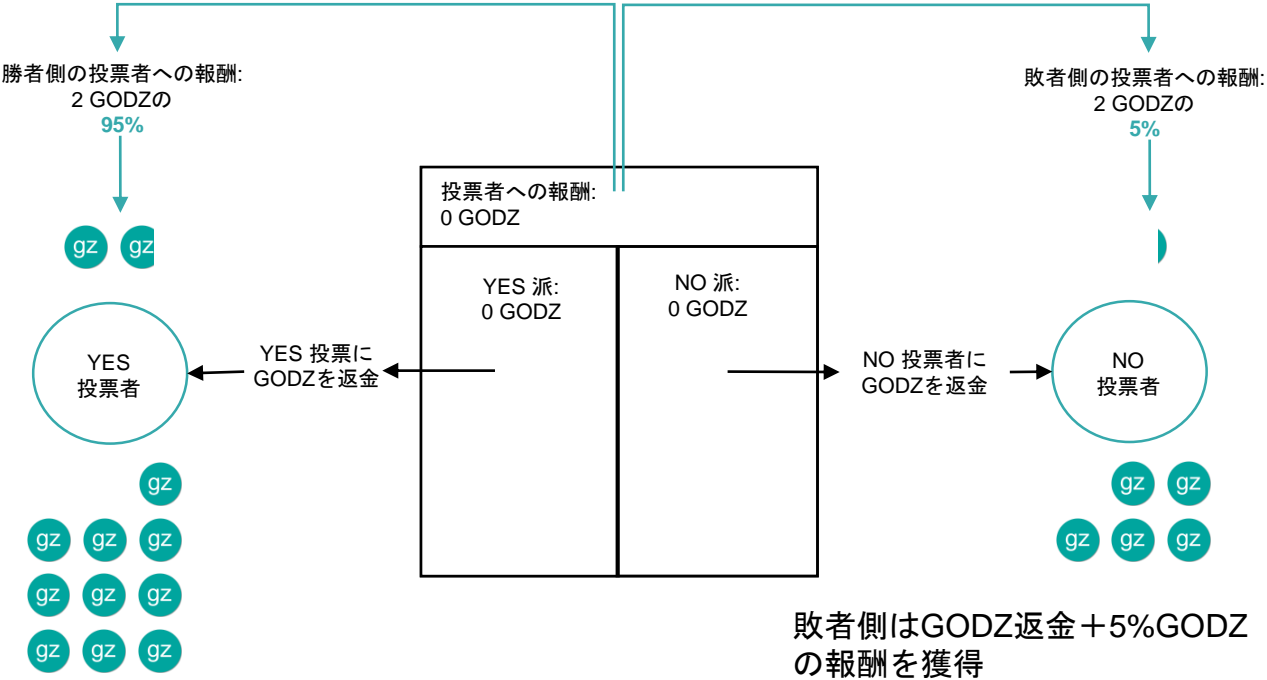 勝者側の投票者への報酬:
2 GODZの
95%
敗者側の投票者への報酬:
2 GODZの
5%
投票者への報酬:
0 GODZ
gz gz
YES 派:
0 GODZ
NO 派:
0 GODZ
YES
投票者
YES 投票に
GODZを返金
NO 投票者に
GODZを返金
NO
投票者
gz
gz gz gz
gz gz gz
gz gz gz
gz gz
gz gz gz
敗者側はGODZ返金＋5%GODZ
の報酬を獲得